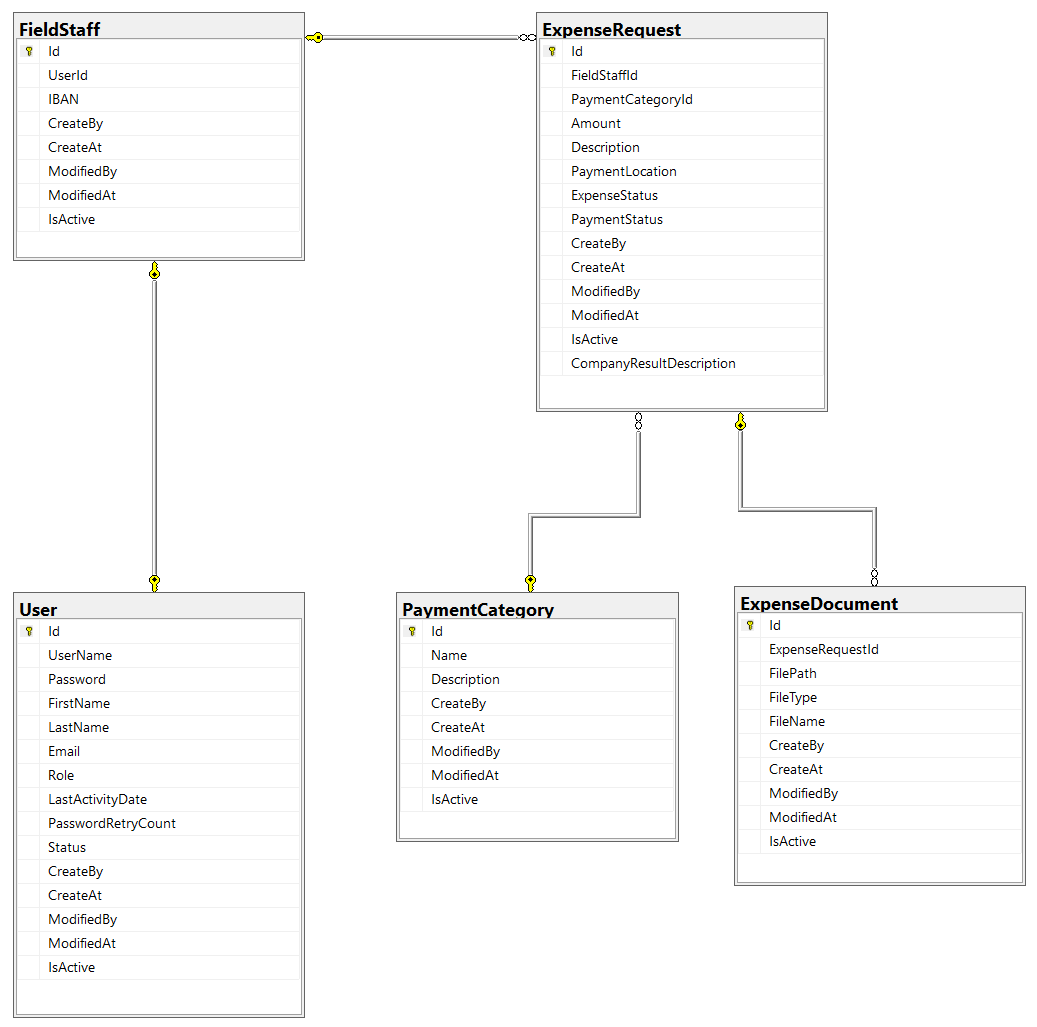 FieldStaff
Id
UserId
IBAN
CreateBy
CreateAt
ModifiedBy
ModifiedAt
IsActive
ExpenseRequest
Id
FieldStaffId
PaymentCategoryId
Amount
Description
PaymentLocation
ExpenseStatus
PaymentStatus
CreateBy
CreateAt
ModifiedBy
ModifiedAt
IsActive
CompanyResultDescription
User
Id
UserName
Password
FirstName
LastName
Email
Role
LastActivityDate
PasswordRetryCount
Status
CreateBy
CreateAt
ModifiedBy
ModifiedAt
IsActive
PaymentCategory
Id
Name
Description
CreateBy
CreateAt
ModifiedBy
ModifiedAt
IsActive
ExpenseDocument
Id
ExpenseRequestId
FilePath
FileType
FileName
CreateBy
CreateAt
ModifiedBy
ModifiedAt
IsActive